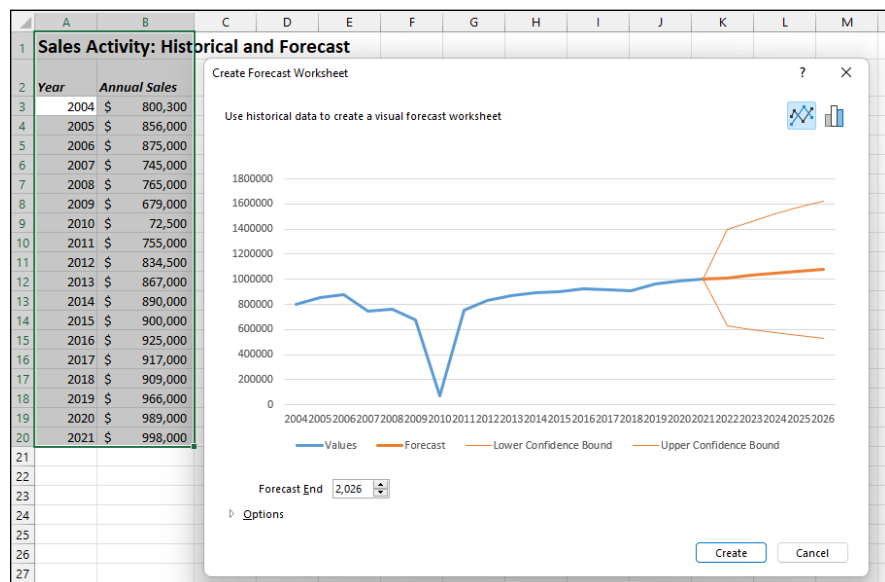 A B C D E F G H I J K L M
1 Sales Activity: Historical and Forecast
Create Forecast Worksheet ? ×
2 Year Annual Sales
3 2004 $ 800,300
Use historical data to create a visual forecast worksheet
4 2005 $ 856,000
5 2006 $ 875,000
6 2007 $ 745,000
7 2008 $ 765,000
8 2009 $ 679,000
9 2010 $ 72,500
10 2011 $ 755,000
11 2012 $ 834,500
12 2013 $ 867,000
13 2014 $ 890,000
14 2015 $ 900,000
15 2016 $ 925,000
16 2017 $ 917,000
17 2018 $ 909,000
18 2019 $ 966,000
19 2020 $ 989,000
20 2021 $ 998,000
21
22
23
24
25
26
27
1800000
1600000
1400000
1200000
1000000
800000
600000
400000
200000
0
2004 2005 2006 2007 2008 2009 2010 2011 2012 2013 2014 2015 2016 2017 2018 2019 2020 2021 2022 2023 2024 2025 2026
Values Forecast Lower Confidence Bound Upper Confidence Bound
Forecast End 2,026
Options
Create Cancel